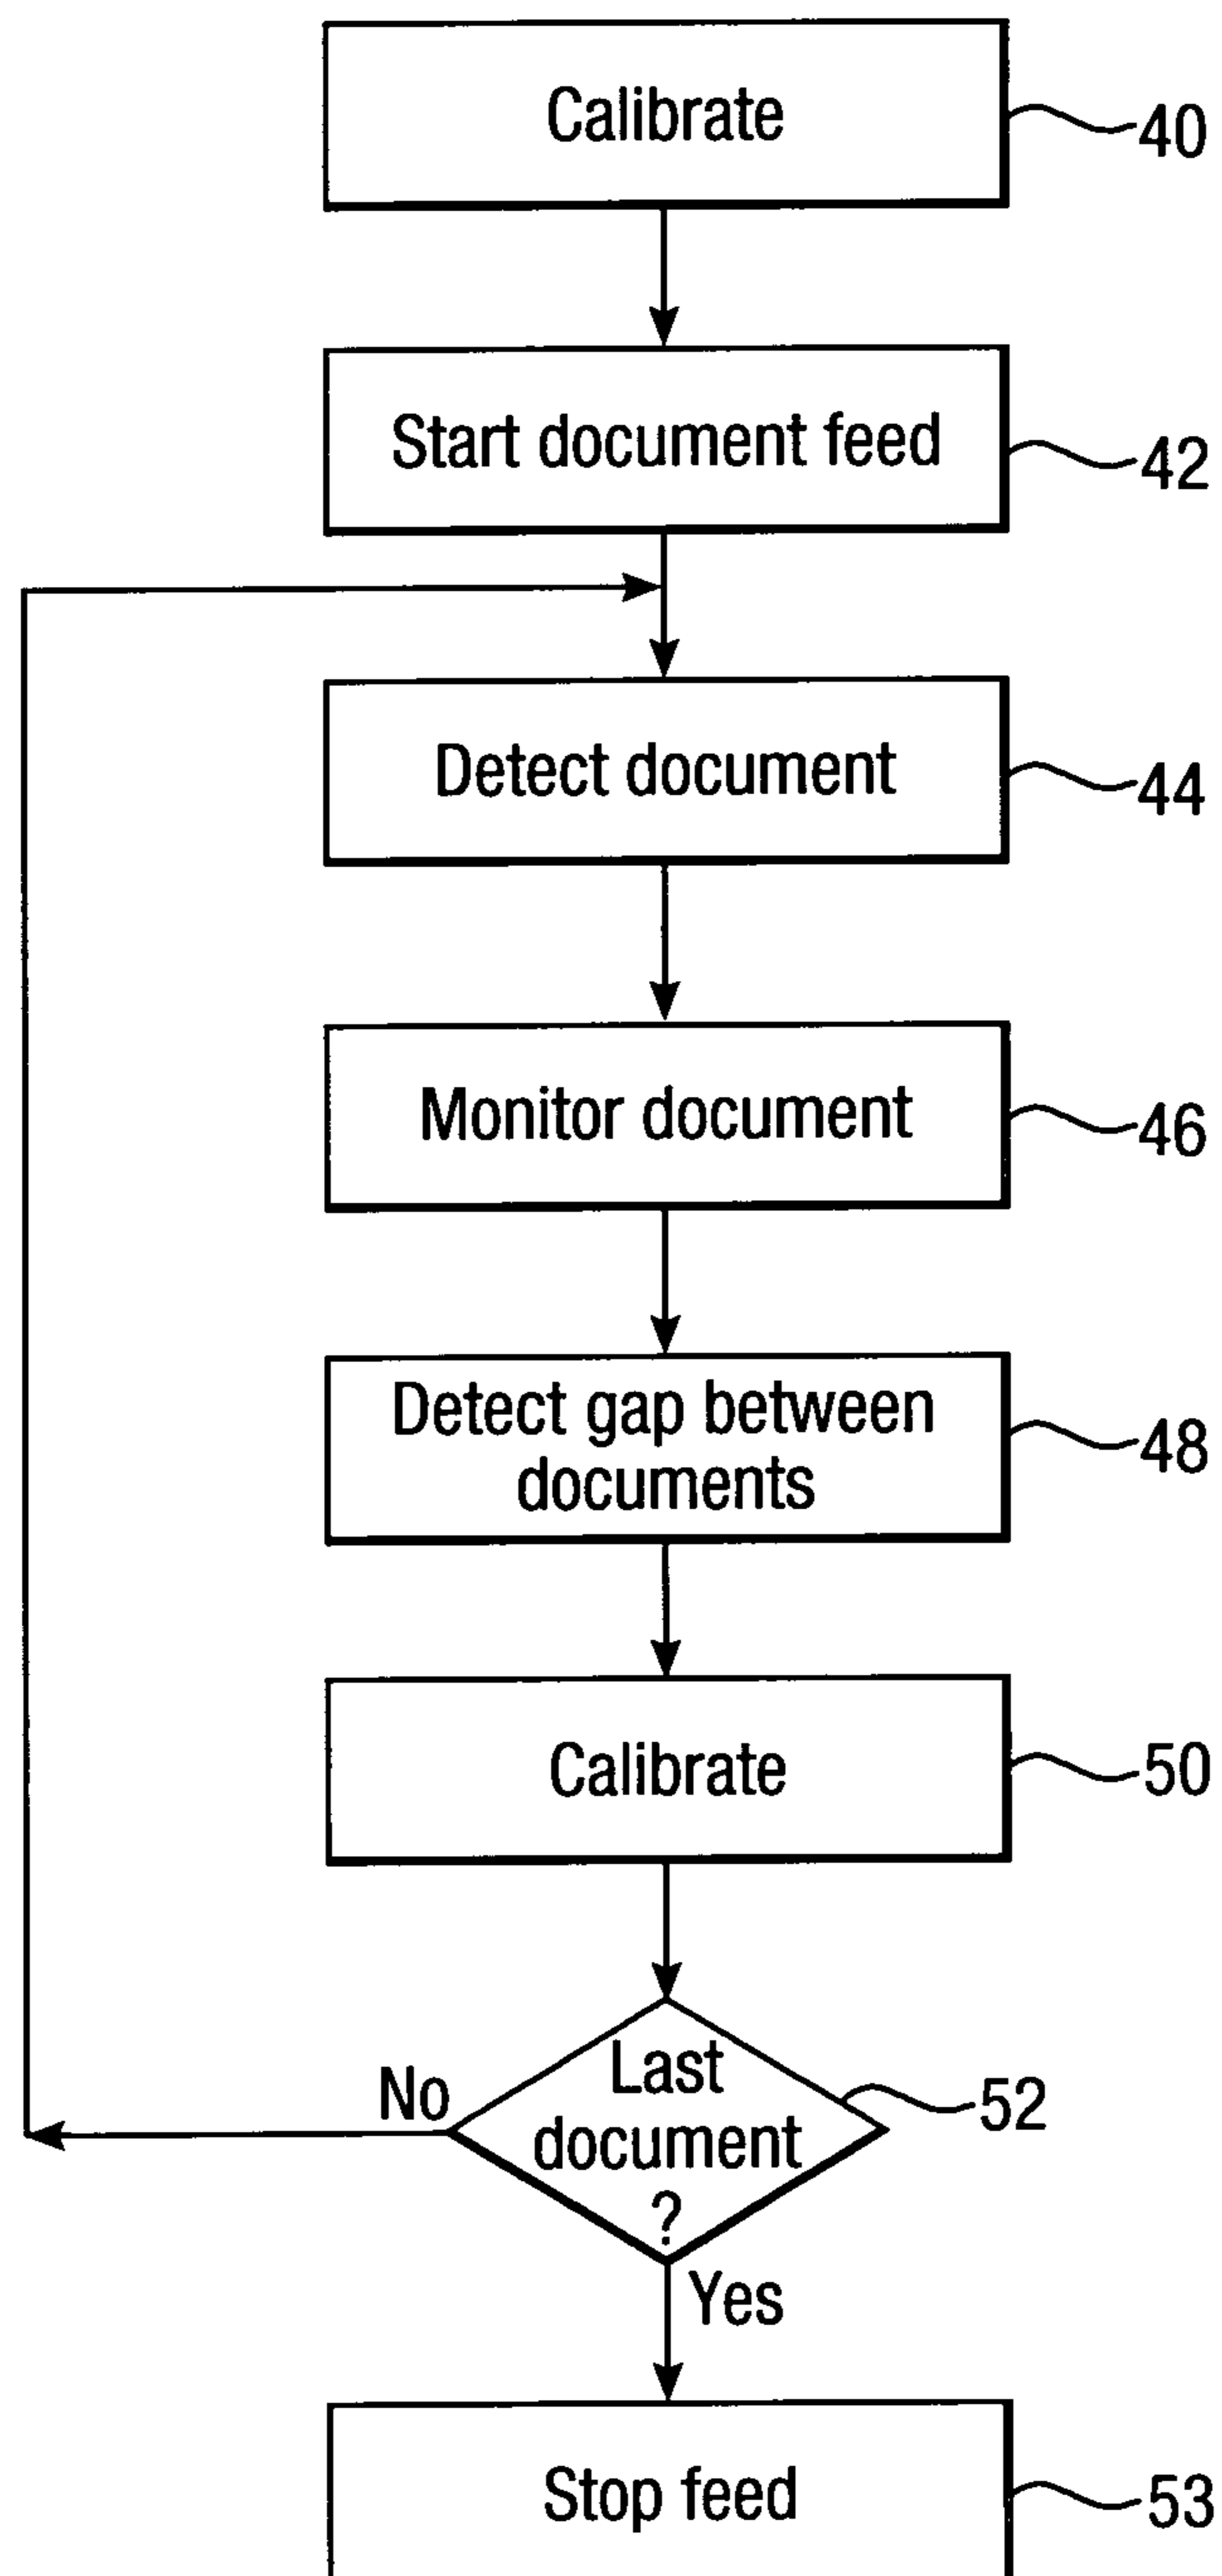 Calibrate
40
Start document feed
42
Detect document
44
Monitor document
46
Detect gap between
documents
48
Calibrate
50
Last
document
?
52
No
Yes
Stop feed
53